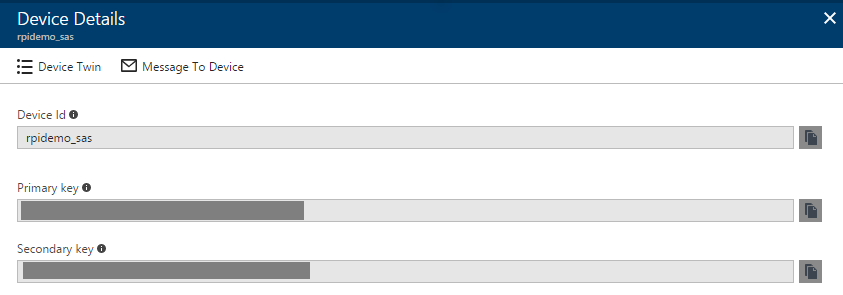 Device Details
rpidemo_sas
Device Twin Message To Device
Device Id
rpidemo_sas
Primary key
Secondary key